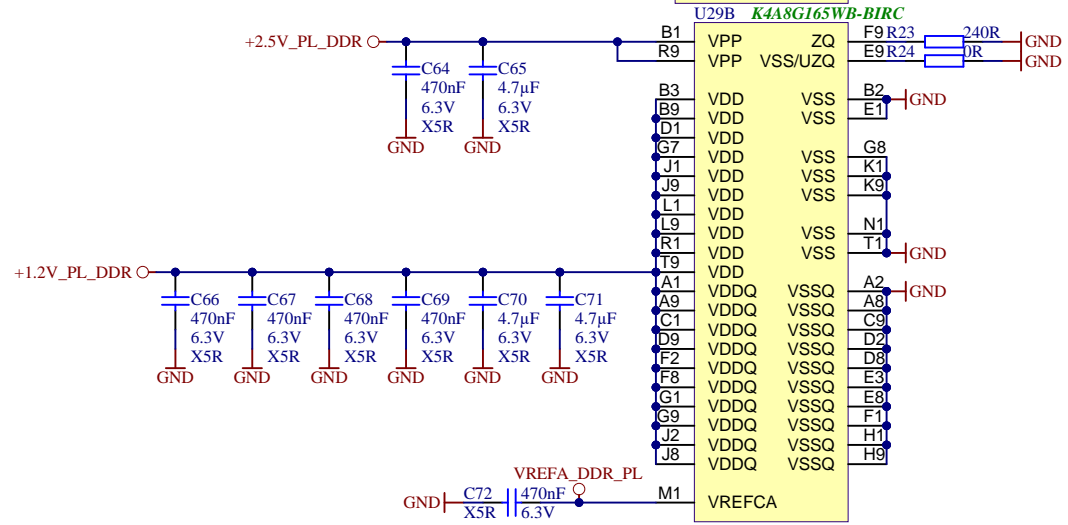 U29B K4A8G165WB-BIRC
+2.5V_PL_DDR
B1 VPP ZQ F9 R23 240R GND
R9 VPP VSS/UZQ E9 R24 0R GND
C64 C65
470nF 4.7µF
6.3V 6.3V
X5R X5R
GND GND
B3 VDD VSS B2 GND
B9 VDD VSS E1
D1 VDD
G7 VDD VSS G8
J1 VDD VSS K1
J9 VDD VSS K9
L1 VDD
L9 VDD VSS N1
R1 VDD VSS T1 GND
+1.2V_PL_DDR
T9 VDD
A1 VDDQ VSSQ A2 GND
A9 VDDQ VSSQ A8
C1 VDDQ VSSQ C9
D9 VDDQ VSSQ D2
F2 VDDQ VSSQ D8
F8 VDDQ VSSQ E3
G1 VDDQ VSSQ E8
G9 VDDQ VSSQ F1
J2 VDDQ VSSQ H1
J8 VDDQ VSSQ H9
C66 C67 C68 C69 C70 C71
470nF 470nF 470nF 470nF 4.7µF 4.7µF
6.3V 6.3V 6.3V 6.3V 6.3V 6.3V
X5R X5R X5R X5R X5R X5R
GND GND GND GND GND GND
VREFA_DDR_PL
GND C72 470nF M1 VREFCA
X5R 6.3V